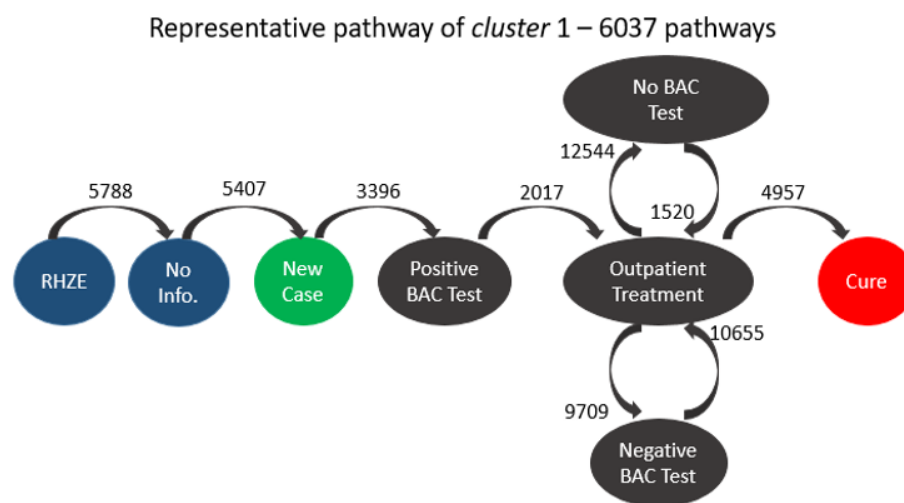 Representative pathway of cluster 1 – 6037 pathways
No BAC
Test
12544
5788
5407
3396
2017
1520
4957
RHZE
No
Info.
New
Case
Positive
BAC Test
Outpatient
Treatment
Cure
10655
9709
Negative
BAC Test